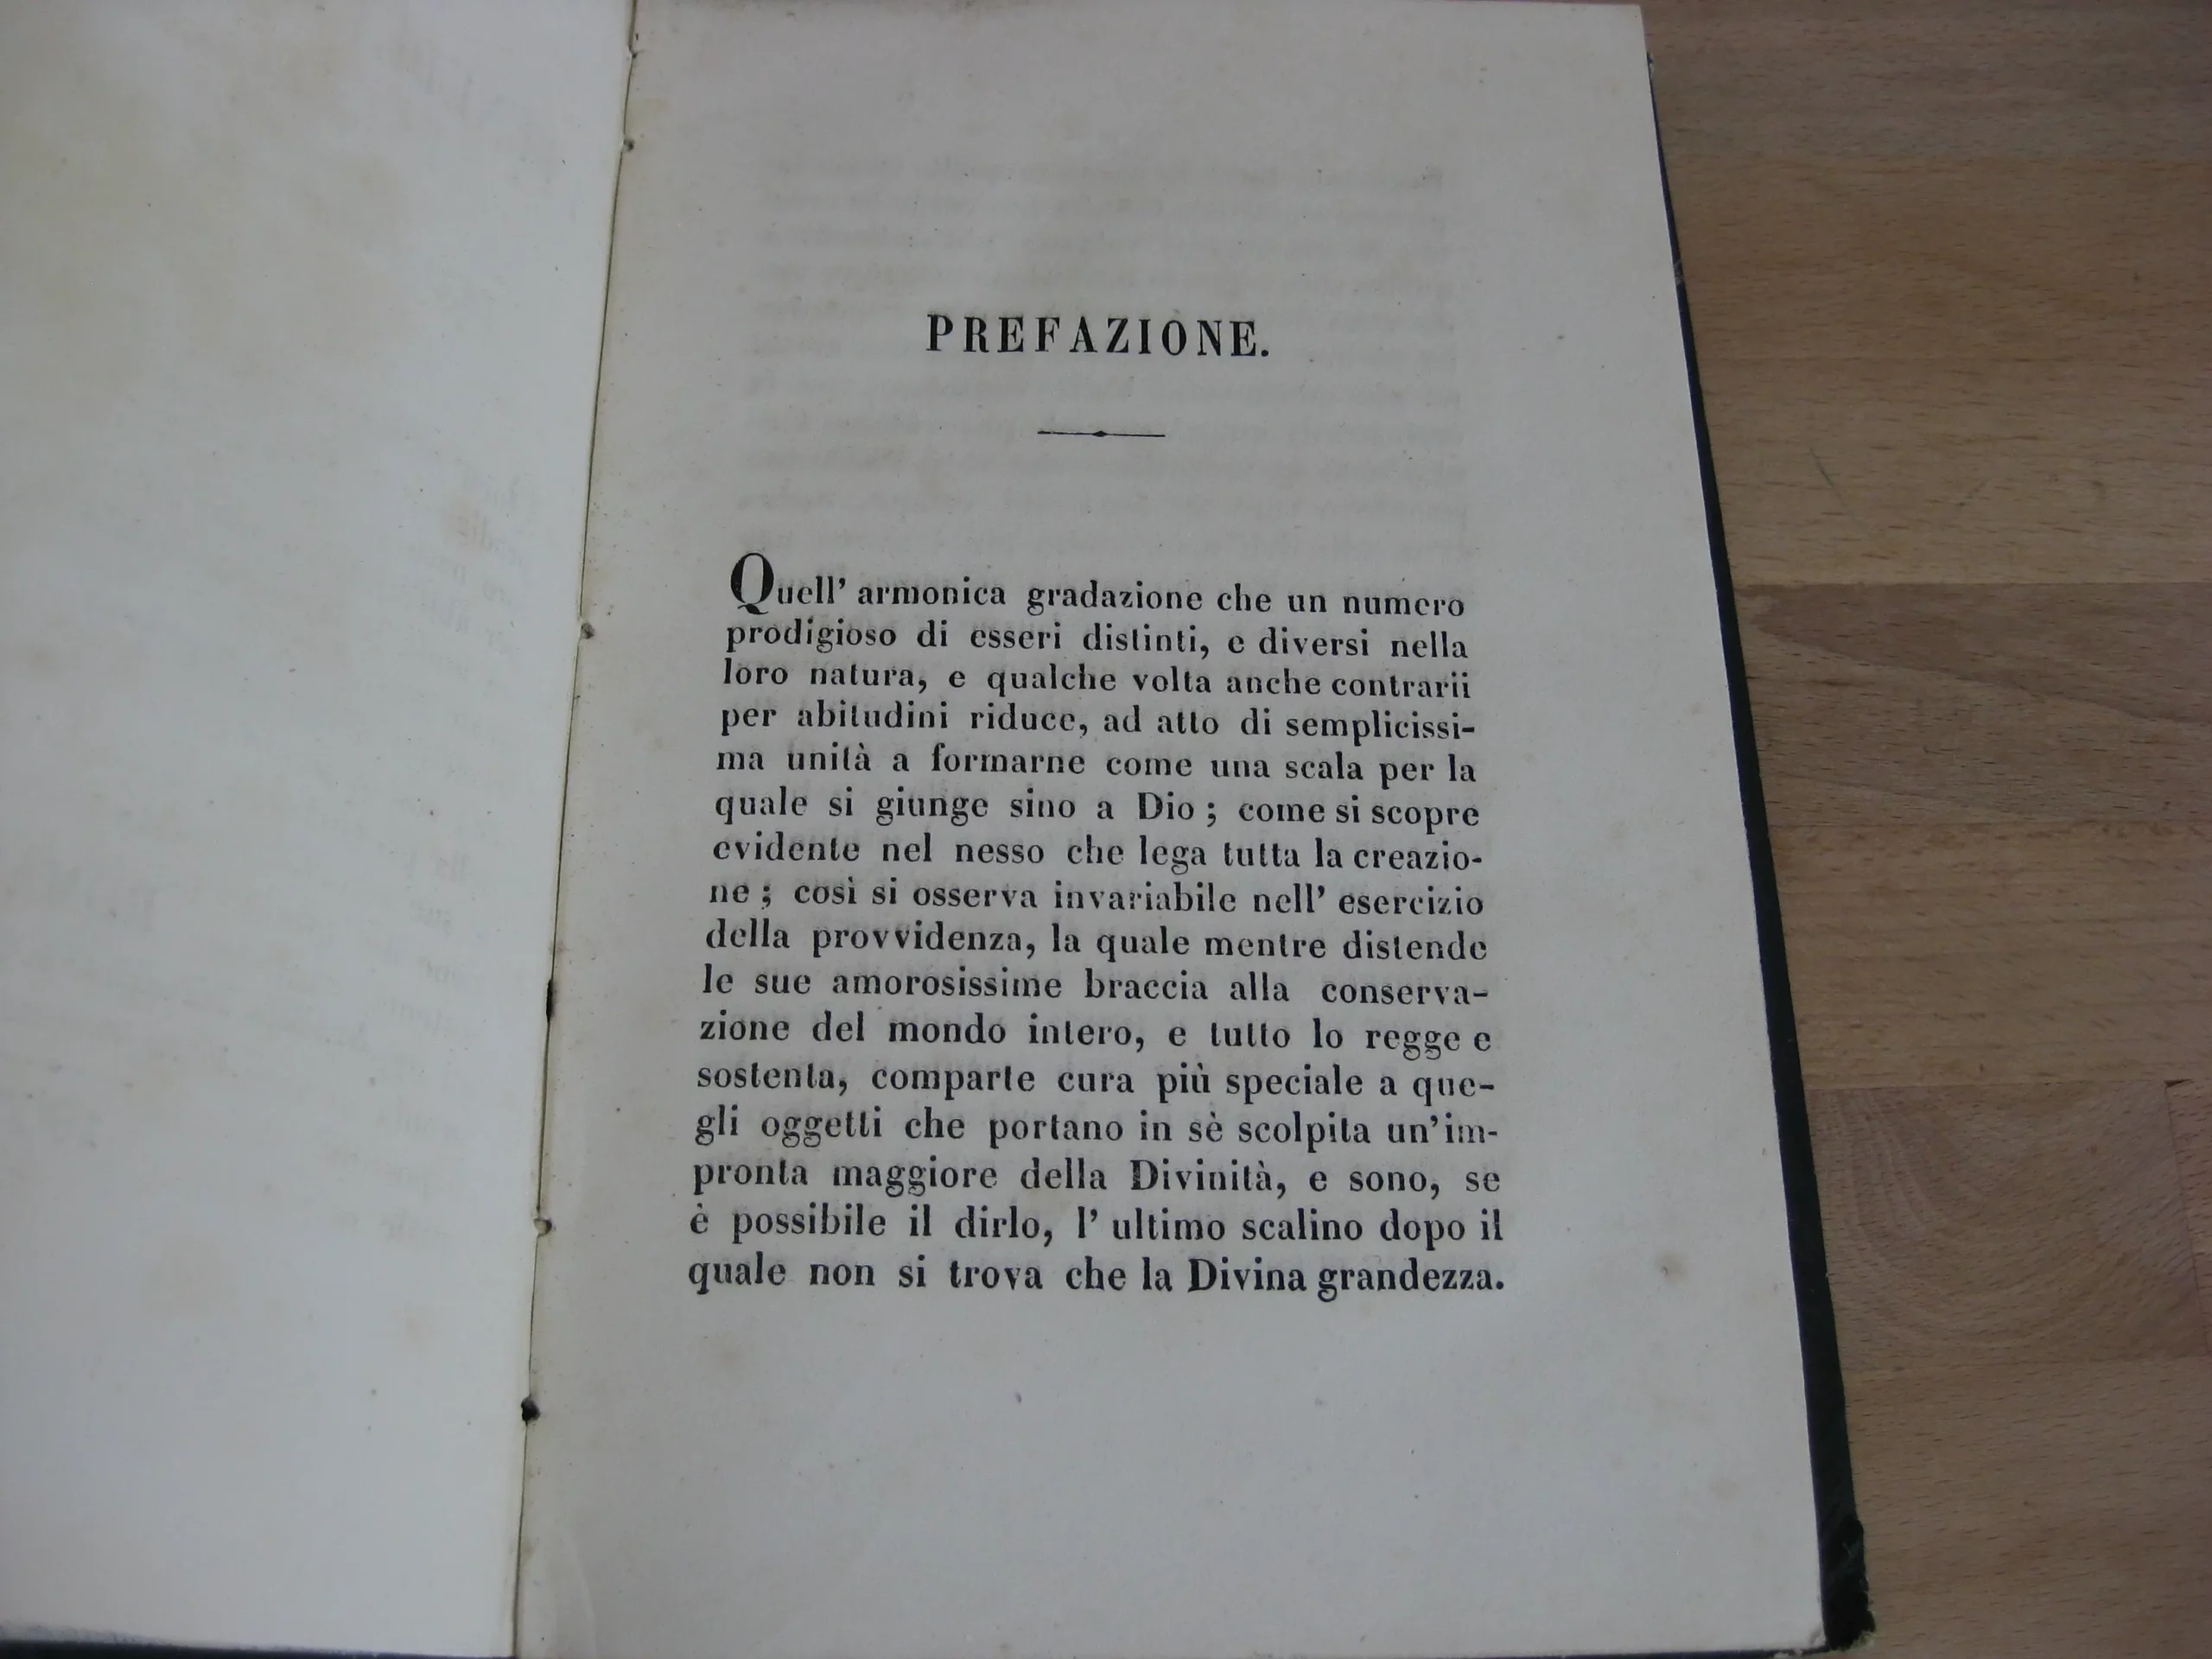 PREFAZIONE.
Quell' armonica gradazione che un numero
prodigioso di esseri distinti, e diversi nella
loro natura, e qualche volta anche contrarii
per abitudini riduce, ad atto di semplicissi-
ma unità a formarne come una scala per la
quale si giunge sino a Dio ; come si scopre
evidente nel nesso che lega tutta la creazio-
ne ; così si osserva invariabile nell' esercizio
della provvidenza, la quale mentre distende
le sue amorosissime braccia alla conserva-
zione del mondo intero, e tutto lo regge e
sostenta, comparte cura più speciale a que-
gli oggetti che portano in sè scolpita un'im-
pronta maggiore della Divinità, e sono, se
è possibile il dirlo, l' ultimo scalino dopo il
quale non si trova che la Divina grandezza.